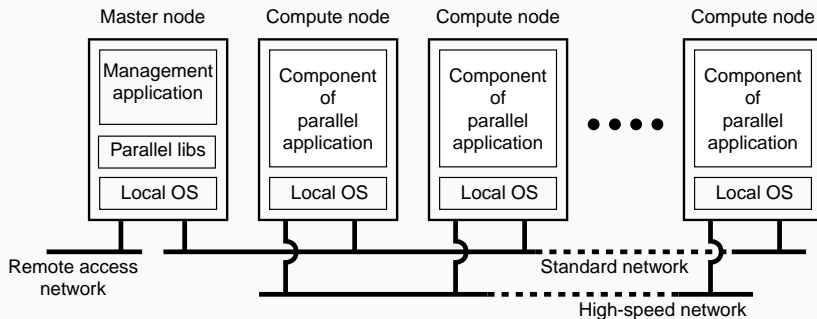 Master node
Compute node
Compute node
Compute node
Management
application
Parallel libs
Local OS
Component
of
parallel
application
Local OS
Component
of
parallel
application
Local OS
Component
of
parallel
application
Local OS
Remote access
network
Standard network
High-speed network